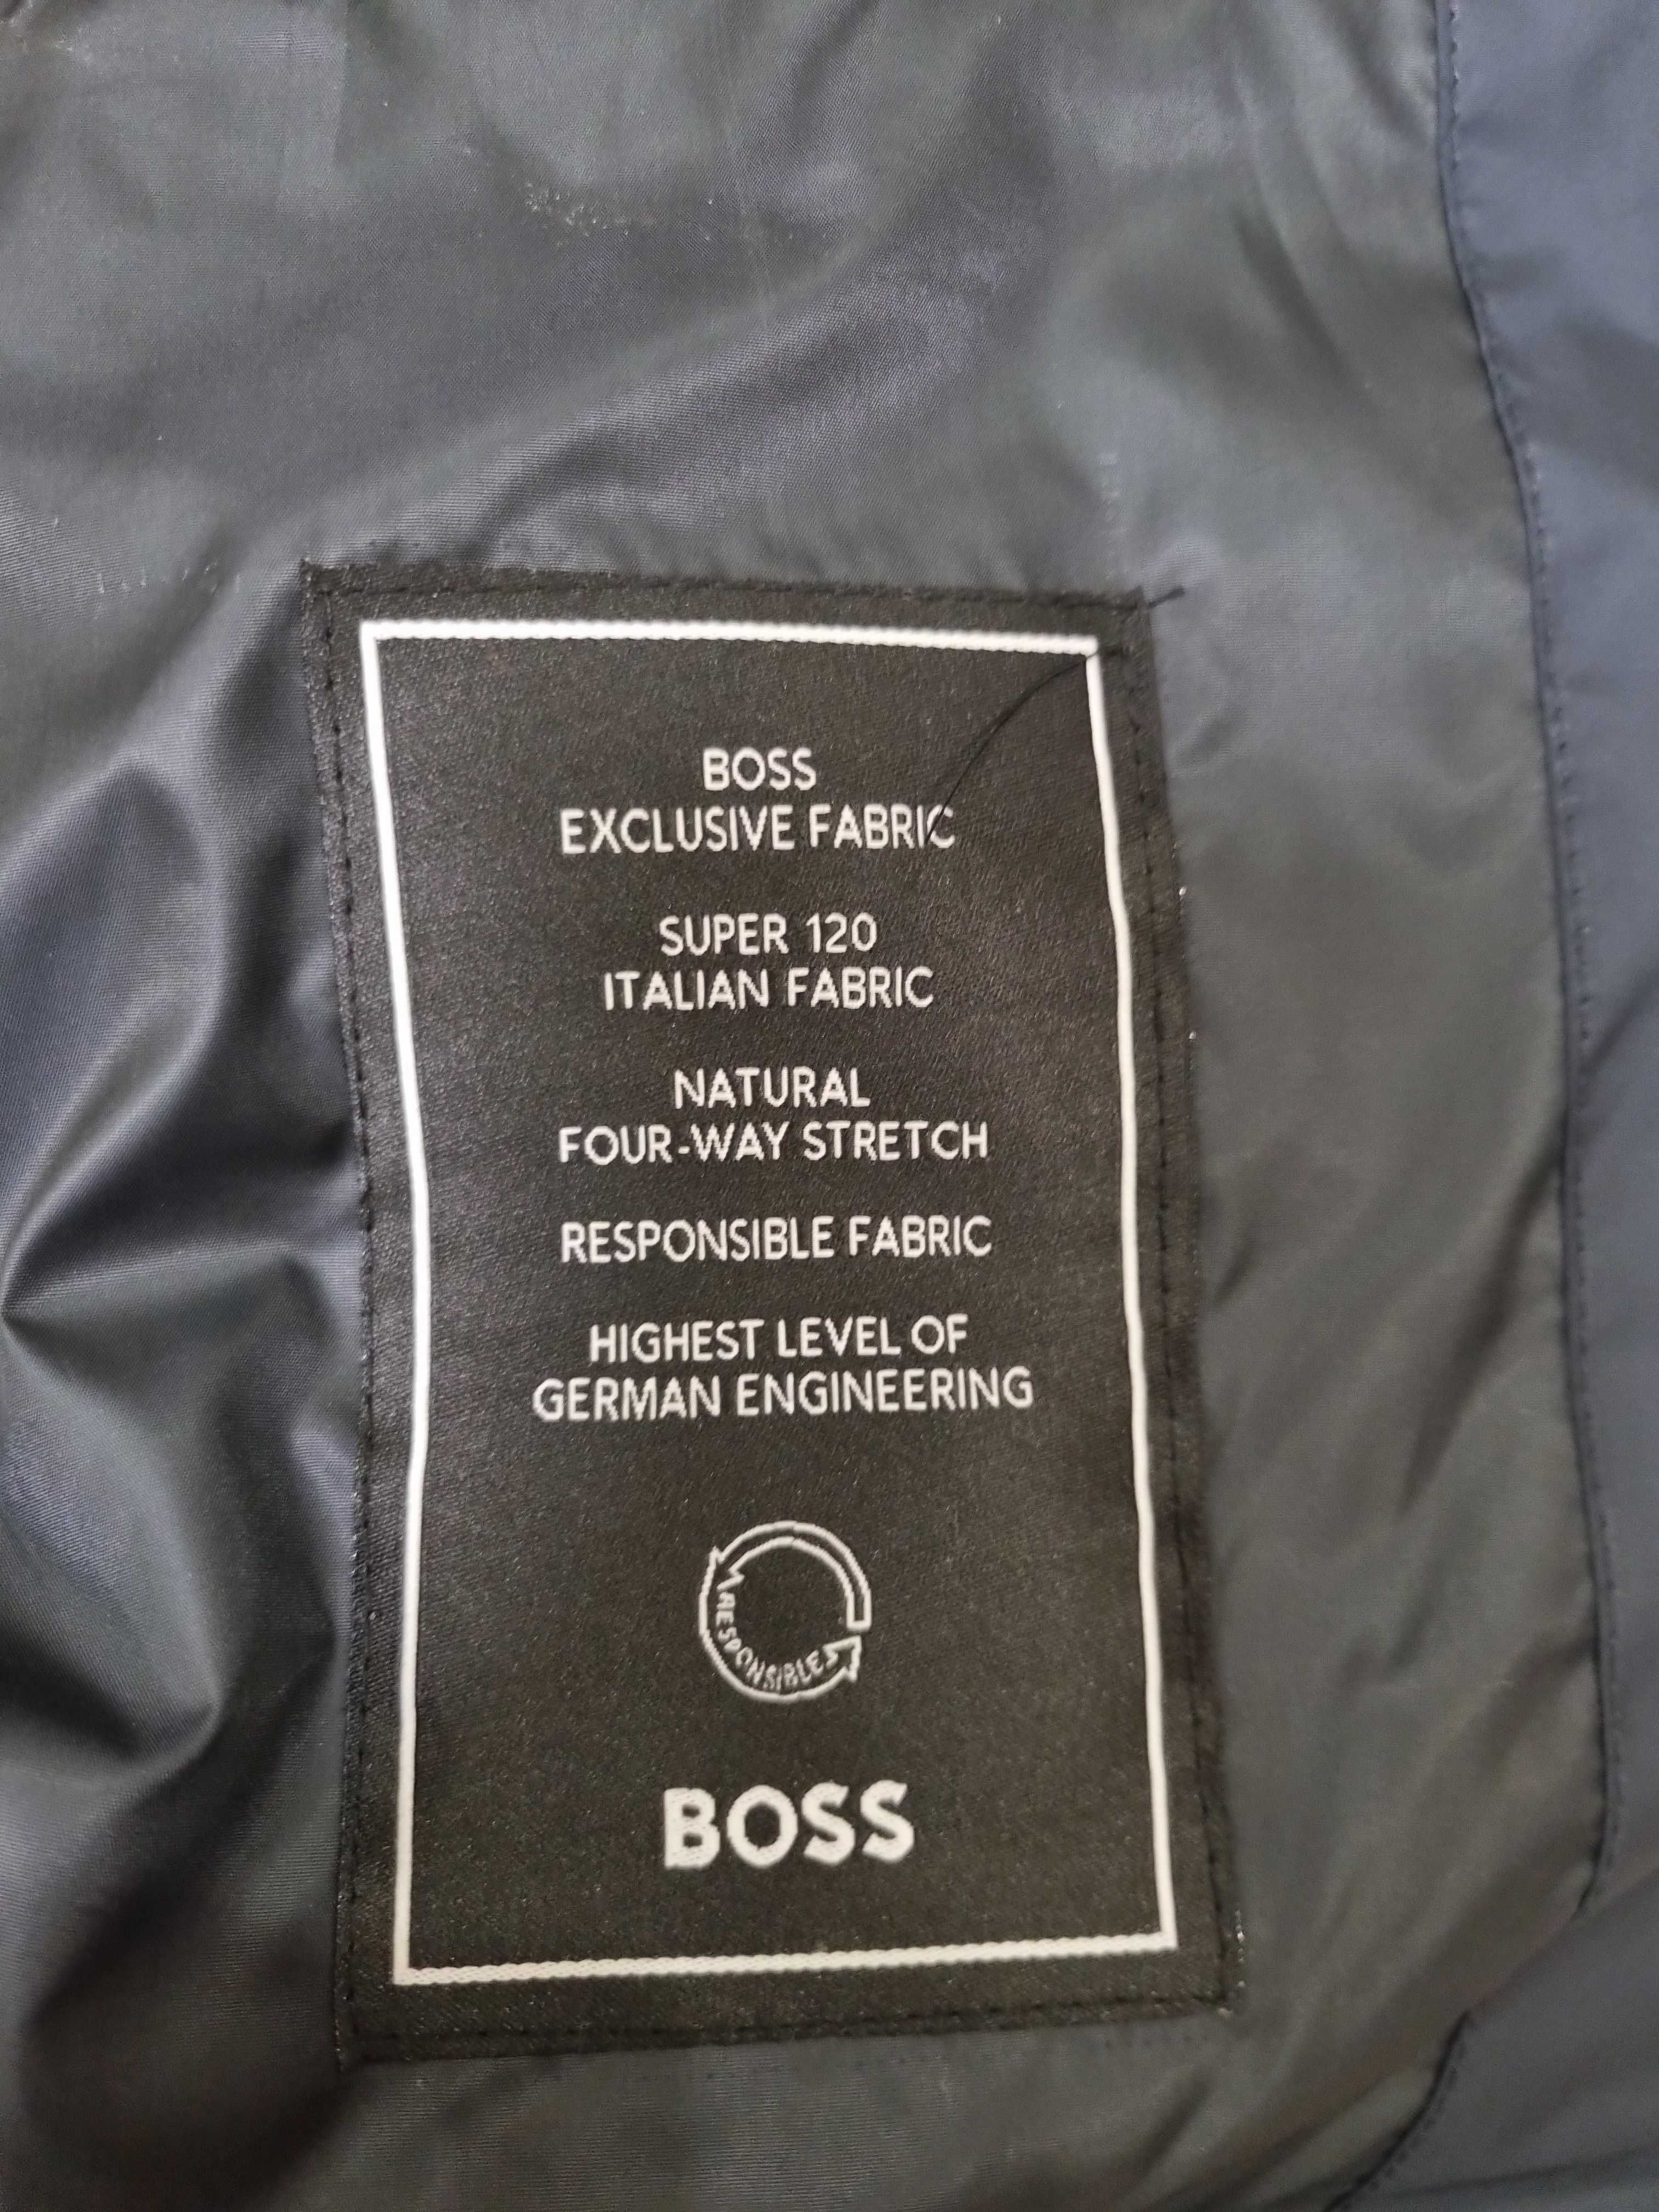 BOSS
EXCLUSIVE FABRIC
SUPER 120
ITALIAN FABRIC
NATURAL
FOUR-WAY STRETCH
RESPONSIBLE FABRIC
HIGHEST LEVEL OF
GERMAN ENGINEERING
RESPONSIBLE
BOSS